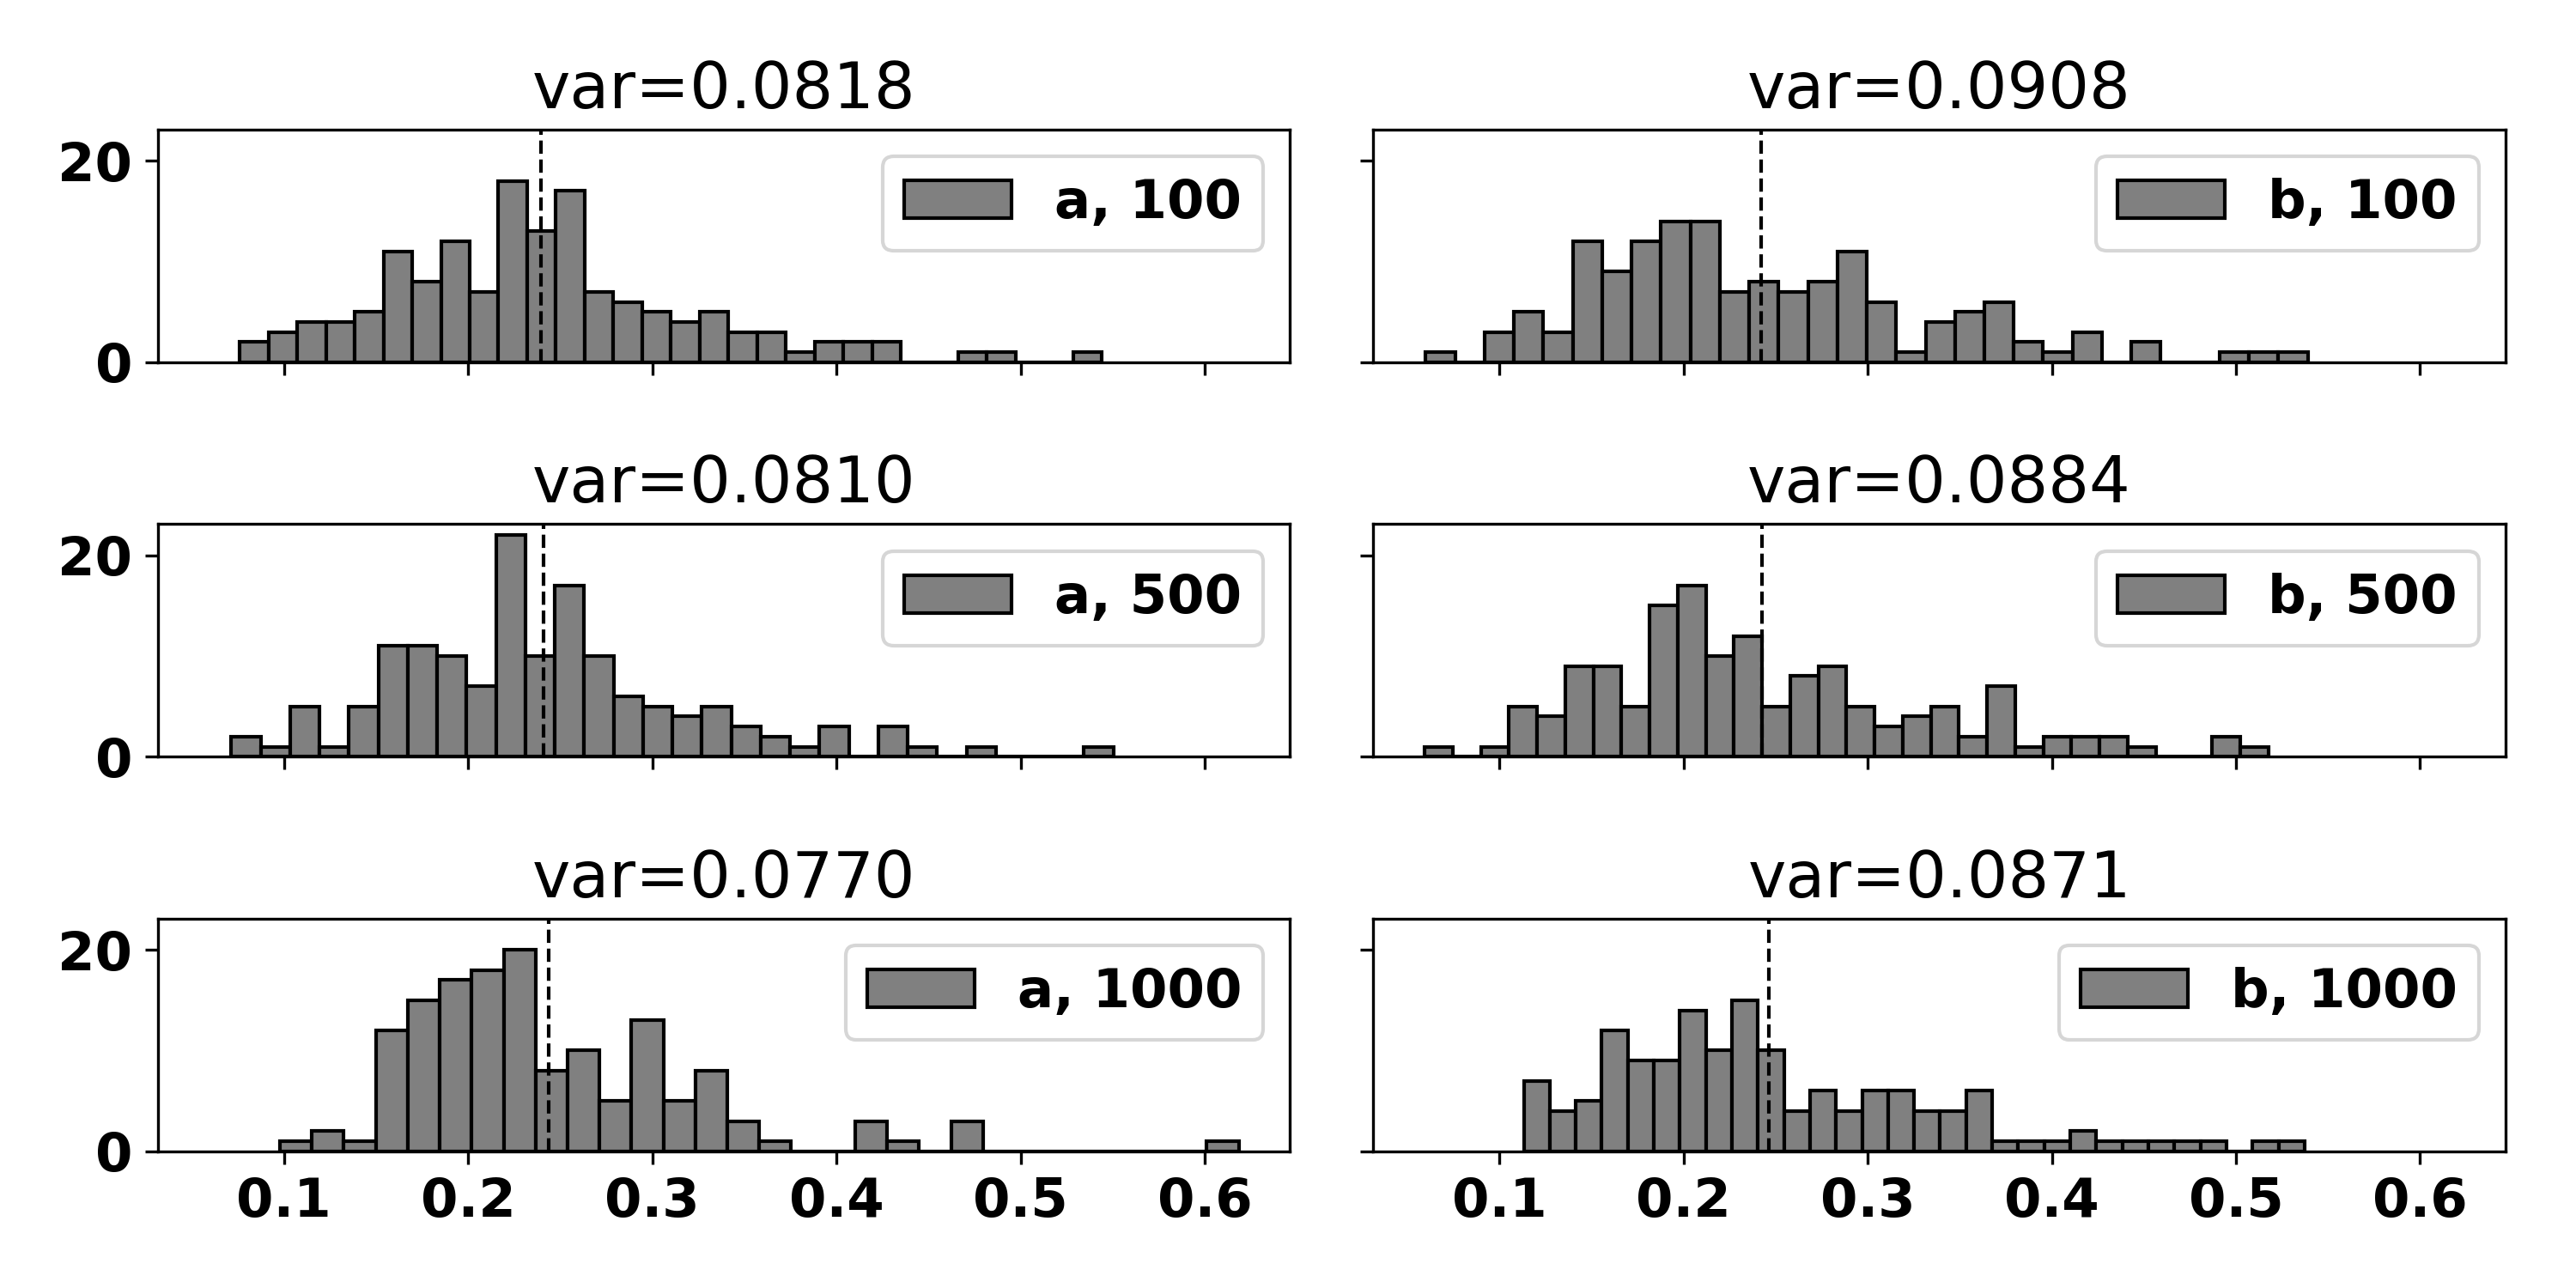 var=0.0818
var=0.0908
20
0
a, 100
b, 100
var=0.0810
var=0.0884
20
0
a, 500
b, 500
var=0.0770
var=0.0871
20
0
a, 1000
b, 1000
0.1 0.2 0.3 0.4 0.5 0.6
0.1 0.2 0.3 0.4 0.5 0.6